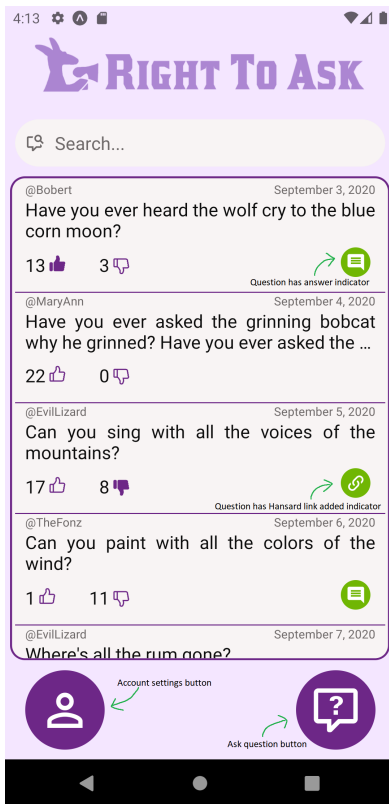 4:13
RIGHT TO ASK
Search...
@Bobert September 3, 2020
Have you ever heard the wolf cry to the blue
corn moon?
13 3
Question has answer indicator
@MaryAnn September 4, 2020
Have you ever asked the grinning bobcat
why he grinned? Have you ever asked the ...
22 0
@EvilLizard September 5, 2020
Can you sing with all the voices of the
mountains?
17 8
Question has Hansard link added indicator
@TheFonz September 6, 2020
Can you paint with all the colors of the
wind?
1 11
@EvilLizard September 7, 2020
Where's all the rum gone?
Account settings button
?
Ask question button